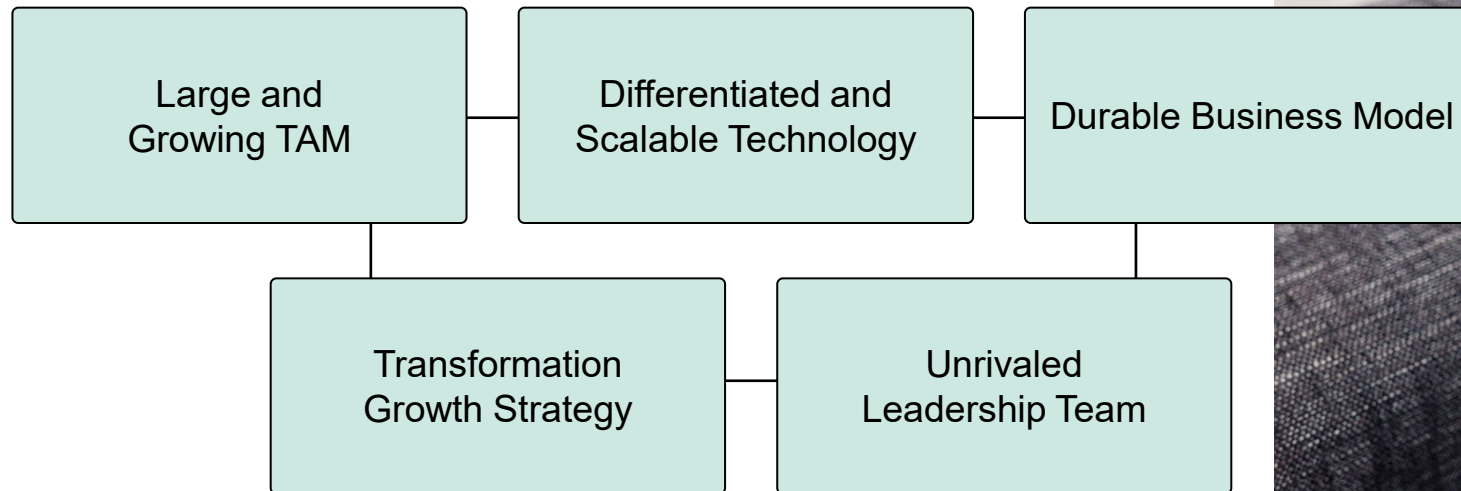 Large and
Growing TAM
Differentiated and
Scalable Technology
Durable Business Model
Transformation
Growth Strategy
Unrivaled
Leadership Team